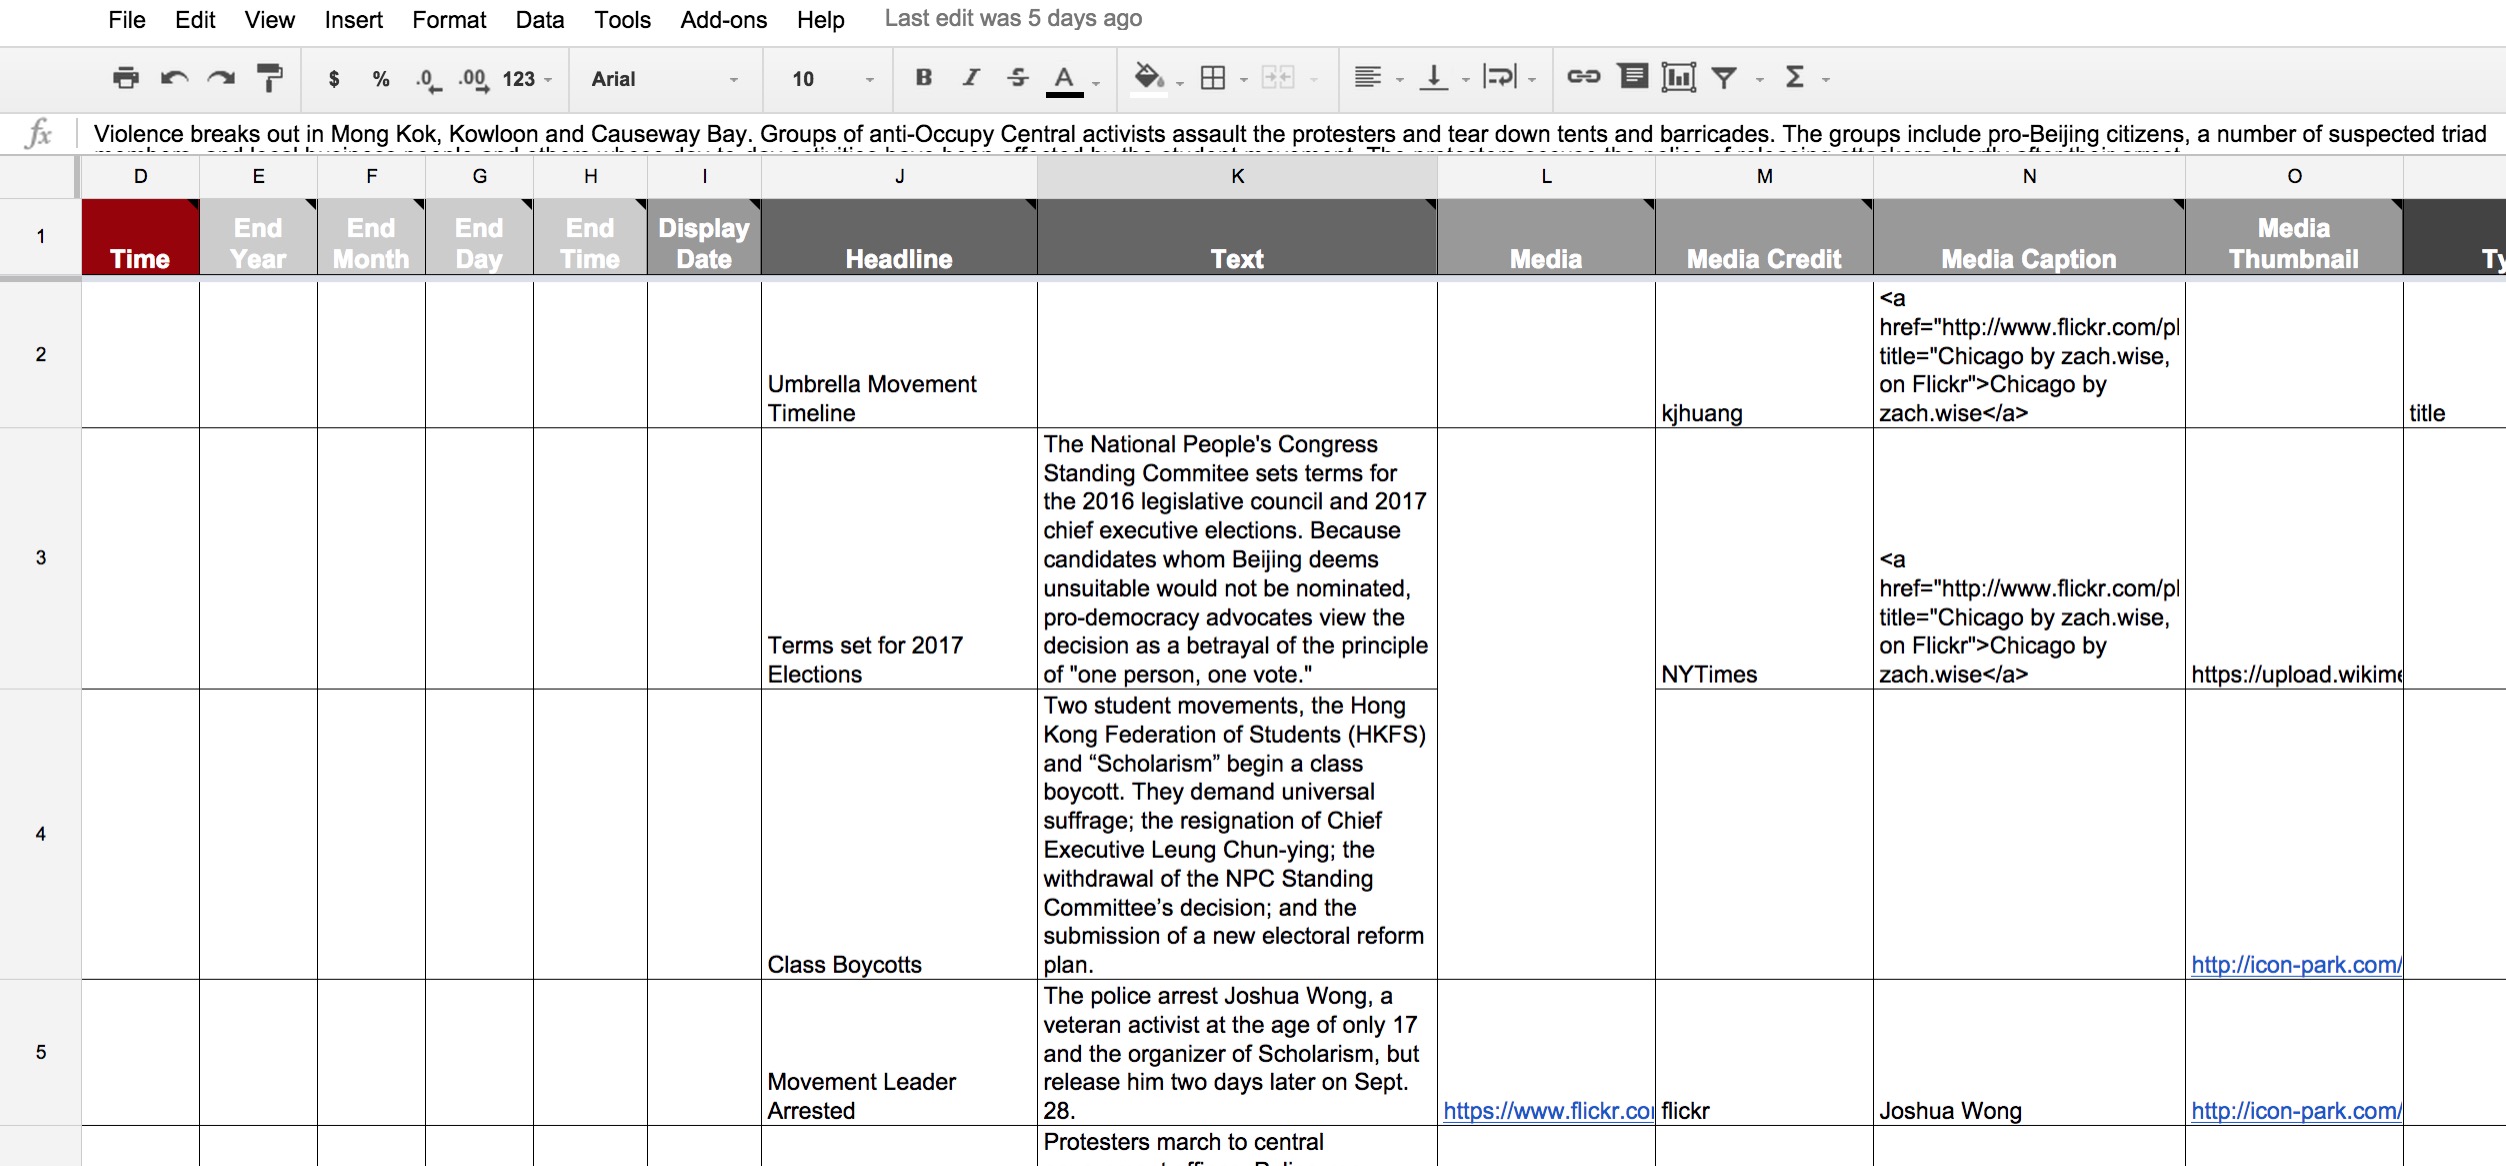 File Edit View Insert Format Data Tools Add-ons Help Last edit was 5 days ago
$ % .0 .00 123 Arial 10 B I S A Σ
fx Violence breaks out in Mong Kok, Kowloon and Causeway Bay. Groups of anti-Occupy Central activists assault the protesters and tear down tents and barricades. The groups include pro-Beijing citizens, a number of suspected triad
D E F G H I J K L M N O
1
Time
End
Year
End
Month
End
Day
End
Time
Display
Date
Headline
Text
Media
Media Credit
Media Caption
Media
Thumbnail
2
Umbrella Movement
Timeline
kjhuang
<a
href="http://www.flickr.com/pl
title="Chicago by zach.wise,
on Flickr">Chicago by
zach.wise</a>
title
3
Terms set for 2017
Elections
The National People's Congress
Standing Commitee sets terms for
the 2016 legislative council and 2017
chief executive elections. Because
candidates whom Beijing deems
unsuitable would not be nominated,
pro-democracy advocates view the
decision as a betrayal of the principle
of "one person, one vote."
NYTimes
<a
href="http://www.flickr.com/pl
title="Chicago by zach.wise,
on Flickr">Chicago by
zach.wise</a>
https://upload.wikime
4
Class Boycotts
Two student movements, the Hong
Kong Federation of Students (HKFS)
and “Scholarism” begin a class
boycott. They demand universal
suffrage; the resignation of Chief
Executive Leung Chun-ying; the
withdrawal of the NPC Standing
Committee’s decision; and the
submission of a new electoral reform
plan.
http://icon-park.com/
5
Movement Leader
Arrested
The police arrest Joshua Wong, a
veteran activist at the age of only 17
and the organizer of Scholarism, but
release him two days later on Sept.
28.
https://www.flickr.co
flickr
Joshua Wong
http://icon-park.com/
Protesters march to central